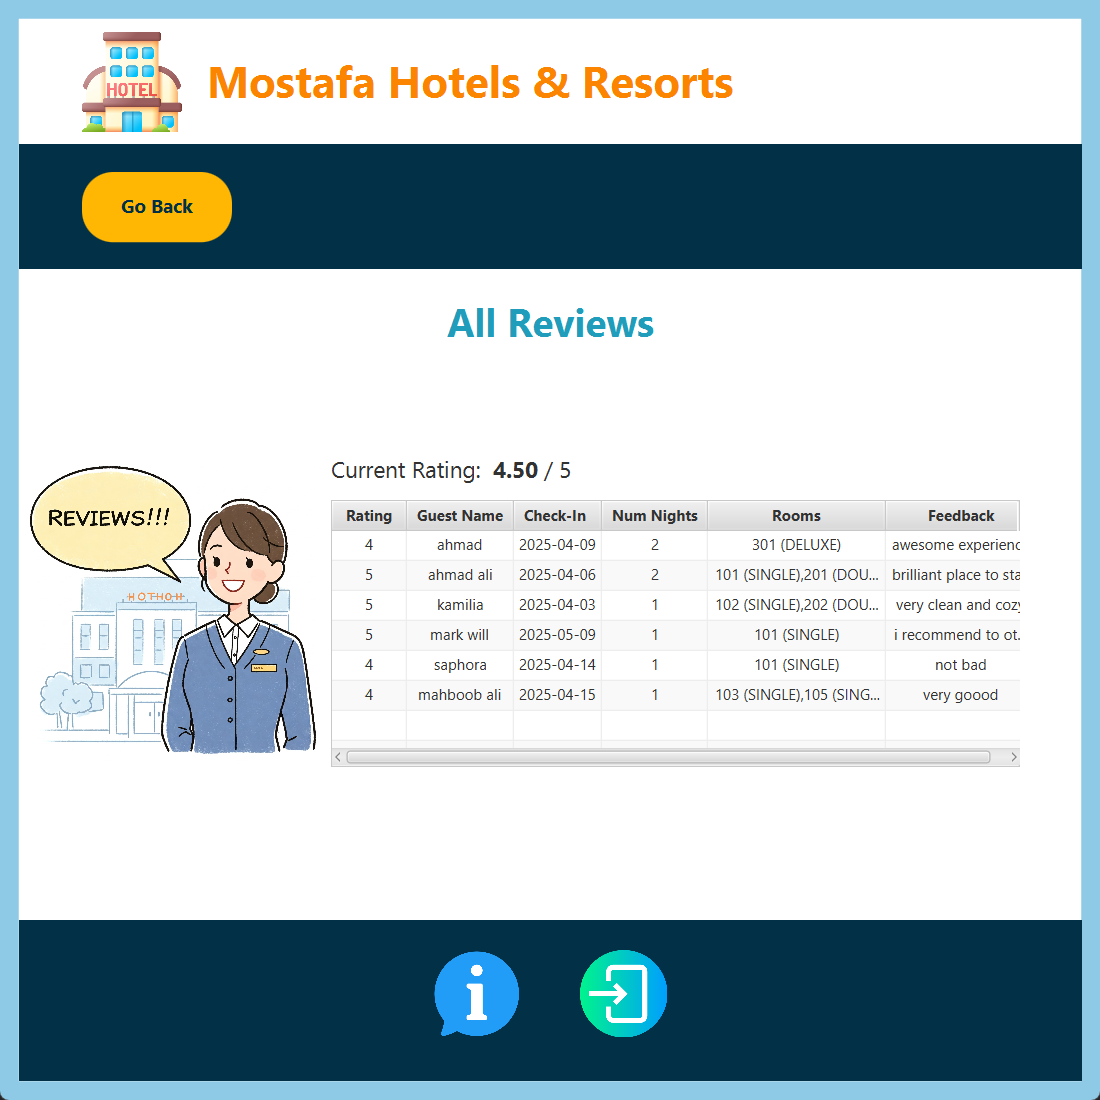 HOTEL
Mostafa Hotels & Resorts
Go Back
All Reviews
REVIEWS!!!
HOTHOH
Current Rating: 4.50 / 5
Rating Guest Name Check-In Num Nights Rooms Feedback
4 ahmad 2025-04-09 2 301 (DELUXE) awesome experienc
5 ahmad ali 2025-04-06 2 101 (SINGLE),201 (DOU... brilliant place to sta
5 kamilia 2025-04-03 1 102 (SINGLE),202 (DOU... very clean and cozy
5 mark will 2025-05-09 1 101 (SINGLE) i recommend to ot.
4 saphora 2025-04-14 1 101 (SINGLE) not bad
4 mahboob ali 2025-04-15 1 103 (SINGLE),105 (SING... very goood